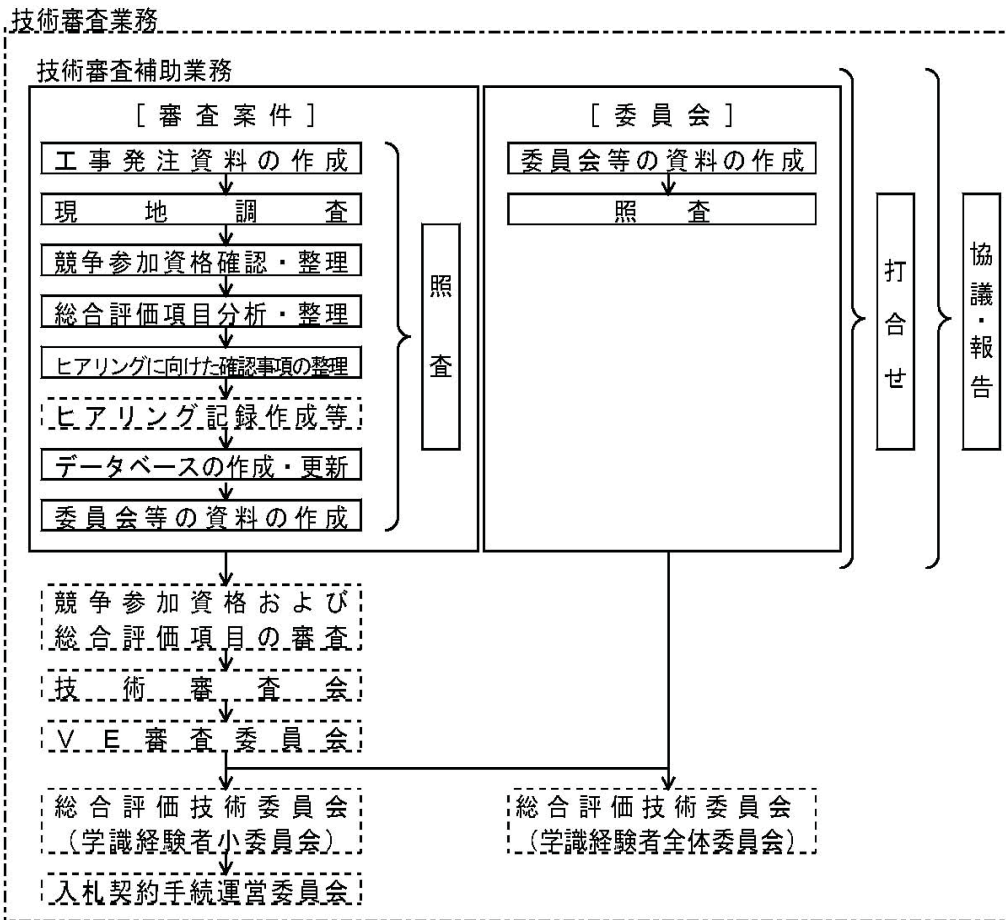 技術審査業務
技術審査補助業務
[審査案件]
工事発注資料の作成
現地調査
競争参加資格確認・整理
総合評価項目分析・整理
ヒアリングに向けた確認事項の整理
ヒアリング記録作成等
データベースの作成・更新
委員会等の資料の作成
照査
[委員会]
委員会等の資料の作成
照査
打合せ
協議・報告
競争参加資格および
総合評価項目の審査
技術審査会
VE審査委員会
総合評価技術委員会
(学識経験者小委員会)
入札契約手続運営委員会
総合評価技術委員会
(学識経験者全体委員会)